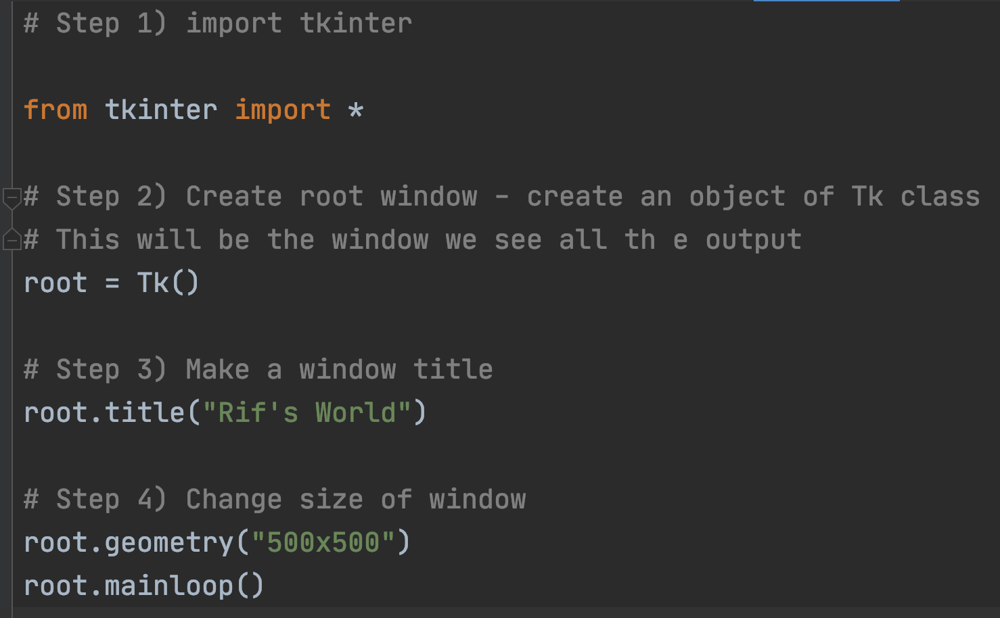 # Step 1) import tkinter
from tkinter import *
# Step 2) Create root window - create an object of Tk class
# This will be the window we see all th e output
root = Tk()
# Step 3) Make a window title
root.title("Rif's World")
# Step 4) Change size of window
root.geometry("500x500")
root.mainloop()